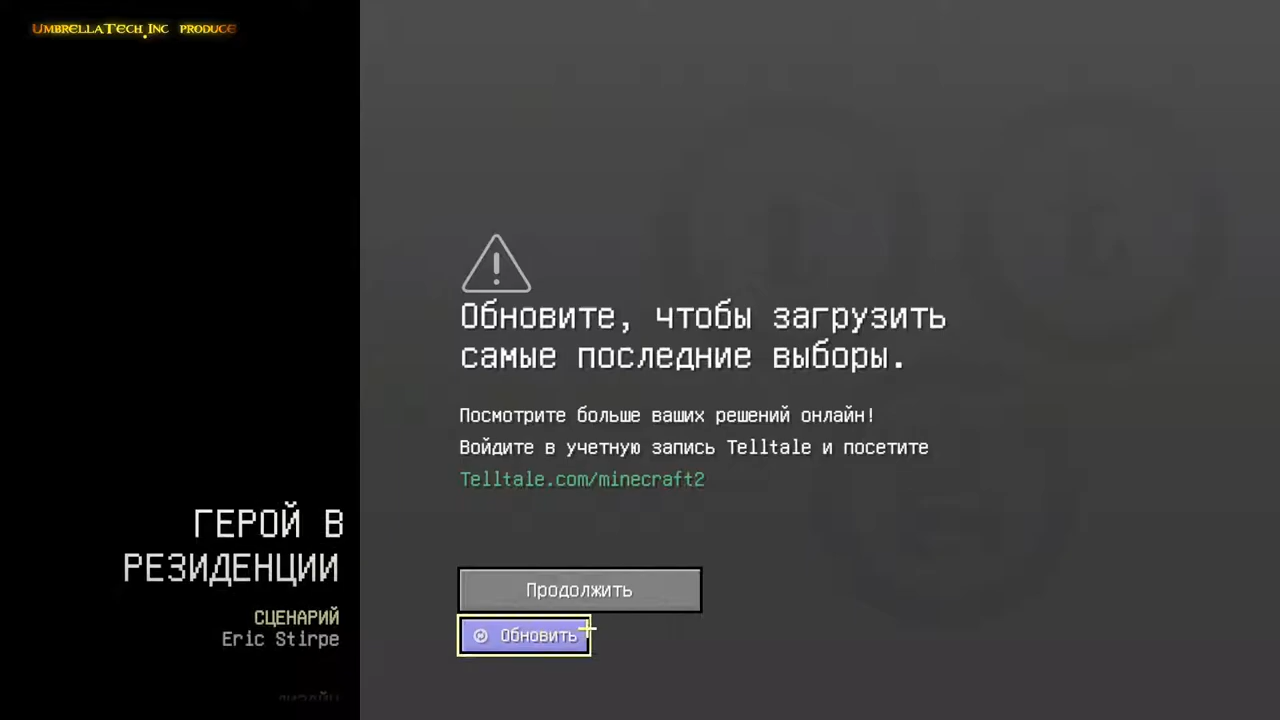 UmbrellaTech.Inc produce
Обновите, чтобы загрузить
самые последние выборы.
Посмотрите больше ваших решений онлайн!
Войдите в учетную запись Telltale и посетите
Telltale.com/minecraft2
Продолжить
Обновить
ГЕРОЙ В
РЕЗИДЕНЦИИ
СЦЕНАРИЙ
Eric Stirpe